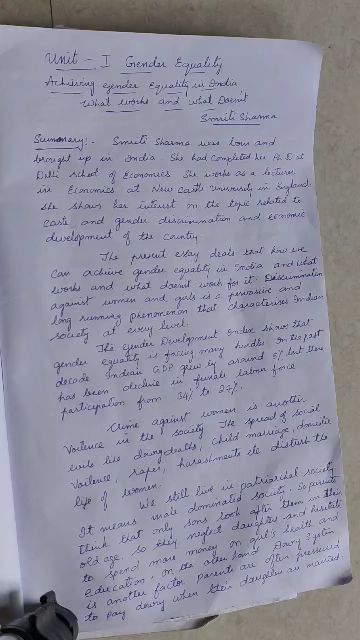 Unit - I Gender Equality
Achieving gender Equality in India
What works and what Doesn't
Smriti Sharma
Summary:- Smriti Sharma was born and
brought up in India. She had completed her Ph.D at
Delhi school of Economics. She works as a lecturer
in Economics at New Castle University in England.
She shows her interest on the topic related to
caste and gender discrimination and economic
development of the country.
The present essay deals that how we
can achieve gender equality in India and what
works and what doesn't work for it. Discrimination
against women and girls is a pervasive and
long running phenomenon that characterises Indian
society at every level.
The gender Development Index show that
gender equality is facing many hurdles. In the past
decade Indian GDP grew by around 6% but there
has been decline in female labour force
participation from 34% to 27%.
Crime against women is another
Voilence in the society. The spread of social
evils like dowry deaths, child marriage, domestic
Voilence, rapes, harashments etc disturb the
life of women.
We still live in patriarchal society
It means male dominated society. So parents
think that only sons look after them in their
old age. So they neglect daughters and hesitate
to spend more money on girl's health and
education. On the other hand Dowry System
is another factor parents are often pressured
to pay dowry when their daughter are married.